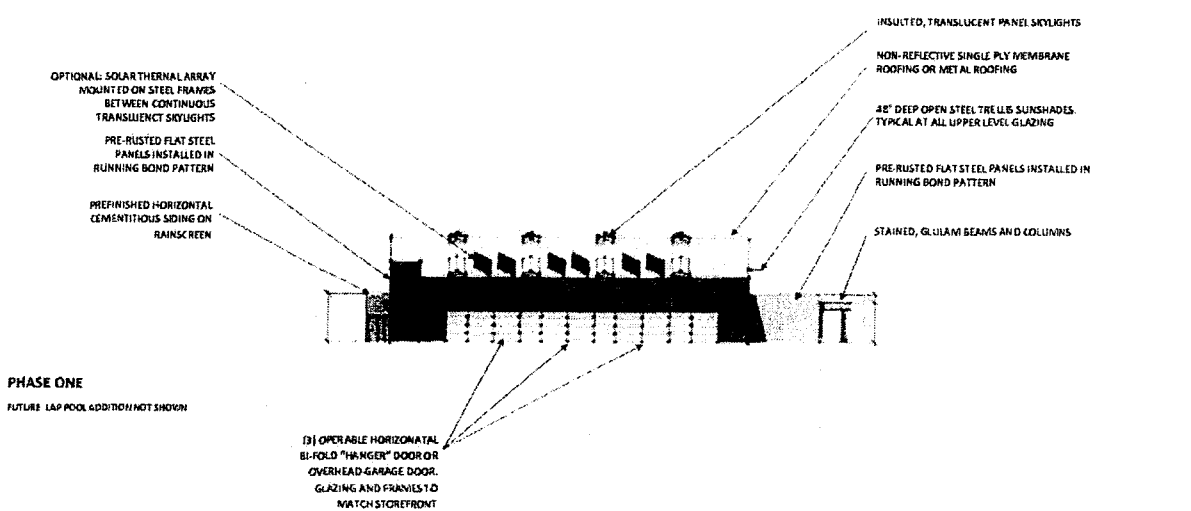 INSULTED, TRANSLUCENT PANEL SKYLIGHTS
NON-REFLECTIVE SINGLE PLY MEMBRANE
ROOFING OR METAL ROOFING
48" DEEP OPEN STEEL TRELLIS SUNSHADES.
TYPICAL AT ALL UPPER LEVEL GLAZING
PRE-RUSTED FLAT STEEL PANELS INSTALLED IN
RUNNING BOND PATTERN
STAINED, GLULAM BEAMS AND COLUMNS
OPTIONAL: SOLAR THERMAL ARRAY
MOUNTED ON STEEL FRAMES
BETWEEN CONTINUOUS
TRANSLUENCT SKYLIGHTS
PRE-RUSTED FLAT STEEL
PANELS INSTALLED IN
RUNNING BOND PATTERN
PREFINISHED HORIZONTAL
CEMENTITIOUS SIDING ON
RAINSCREEN
PHASE ONE
FUTURE LAP POOL ADDITION NOT SHOWN
(3) OPERABLE HORIZONATAL
BI-FOLD "HANGER" DOOR OR
OVERHEAD GARAGE DOOR.
GLAZING AND FRAMES TO
MATCH STOREFRONT